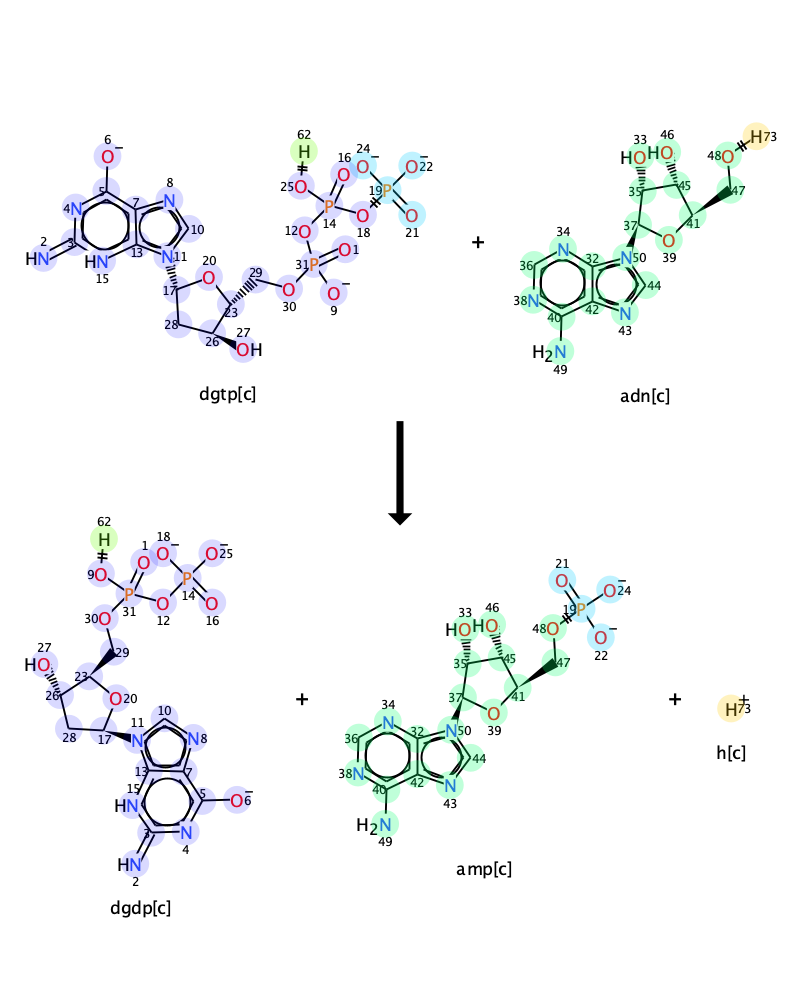 62
H
6
O−
24
O−
22
O−
16
O
25
O
19
P
14
P
18
O
21
O
12
O
31
P
1
O
9
O−
30
O
29
5
4
N
7
8
N
2
HN
3
10
13
11
N
HN
15
20
O
17
23
28
26
27
OH
dgtp[c]
+
33
HO
46
HO
H73
48
O
35
45
47
37
41
39
O
34
N
36
32
50
N
38
N
44
40
42
43
N
H2N
49
adn[c]
62
H
1
O
18
O−
O−
25
9
O
31
P
14
P
12
O
16
O
30
O
27
HO
29
23
26
20
O
28
17
11
N
10
N
8
13
7
15
HN
5
O−
6
3
N
4
HN
2
dgdp[c]
+
33
HO
46
HO
21
O
O−
24
19
P
48
O
O−
22
35
45
47
37
41
39
O
34
N
36
32
N
50
38
N
44
40
42
N
43
H2N
49
amp[c]
+
H+
73
h[c]